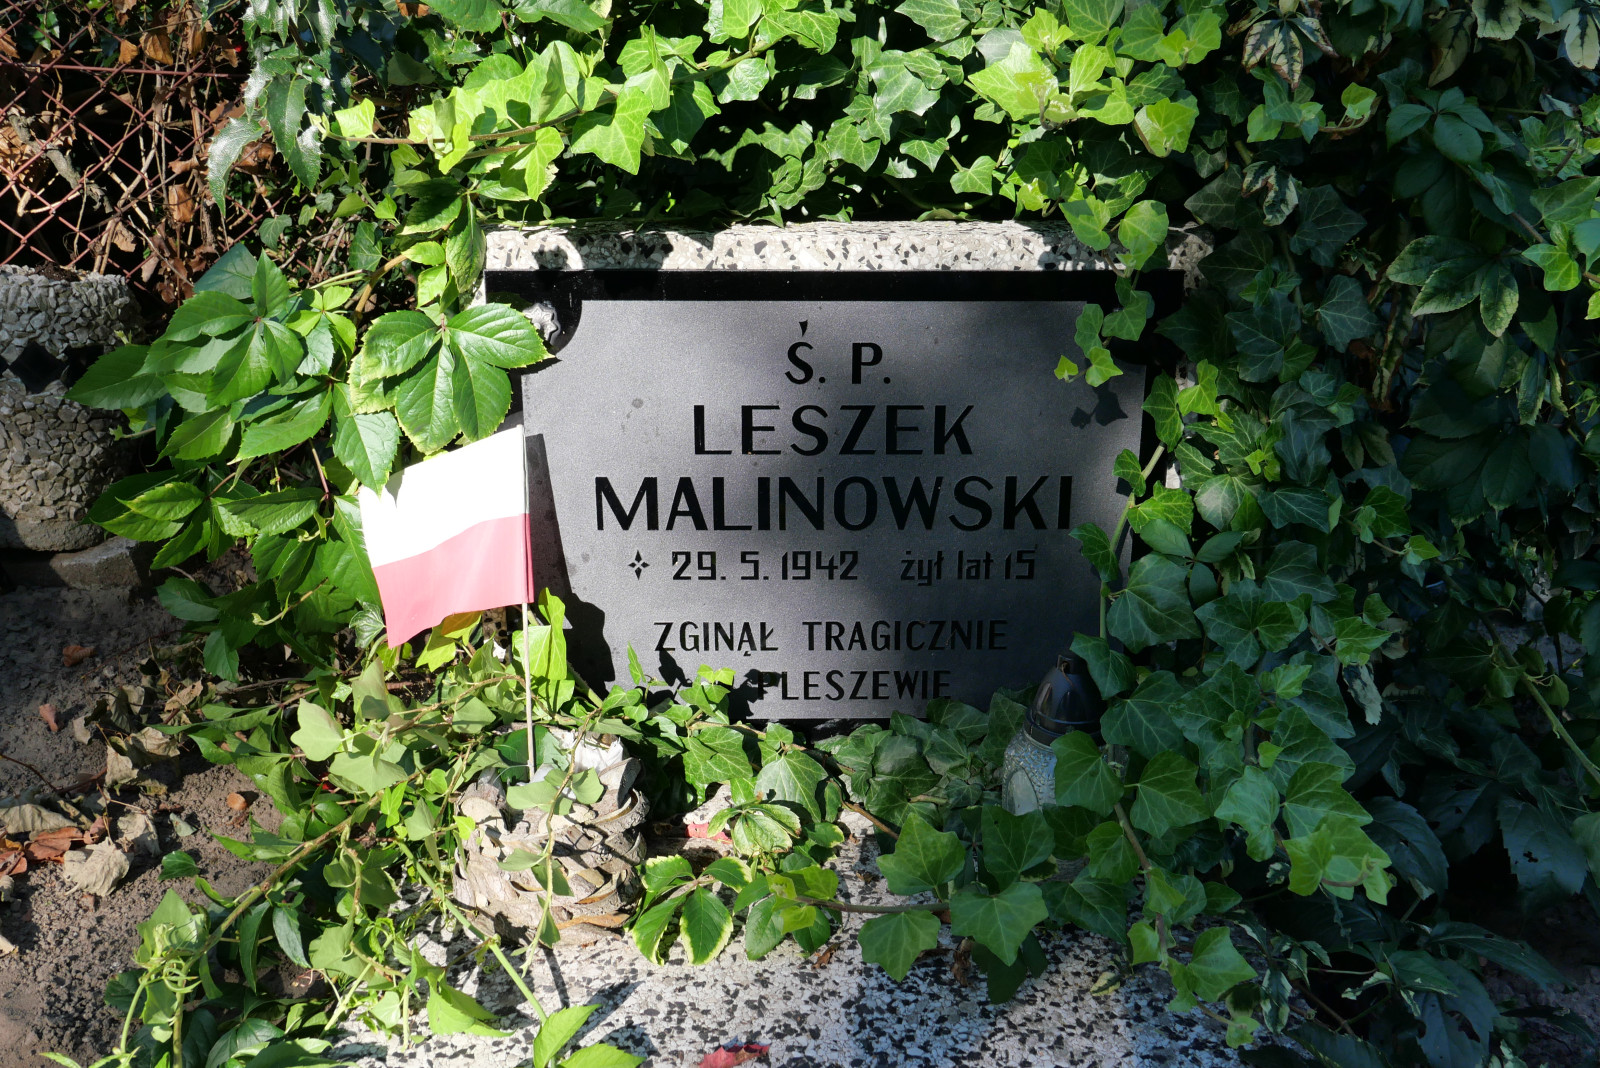 Ś. P.
LESZEK
MALINOWSKI
29. 5. 1942 żył lat 15
ZGINĄŁ TRAGICZNIE
PLESZEWIE